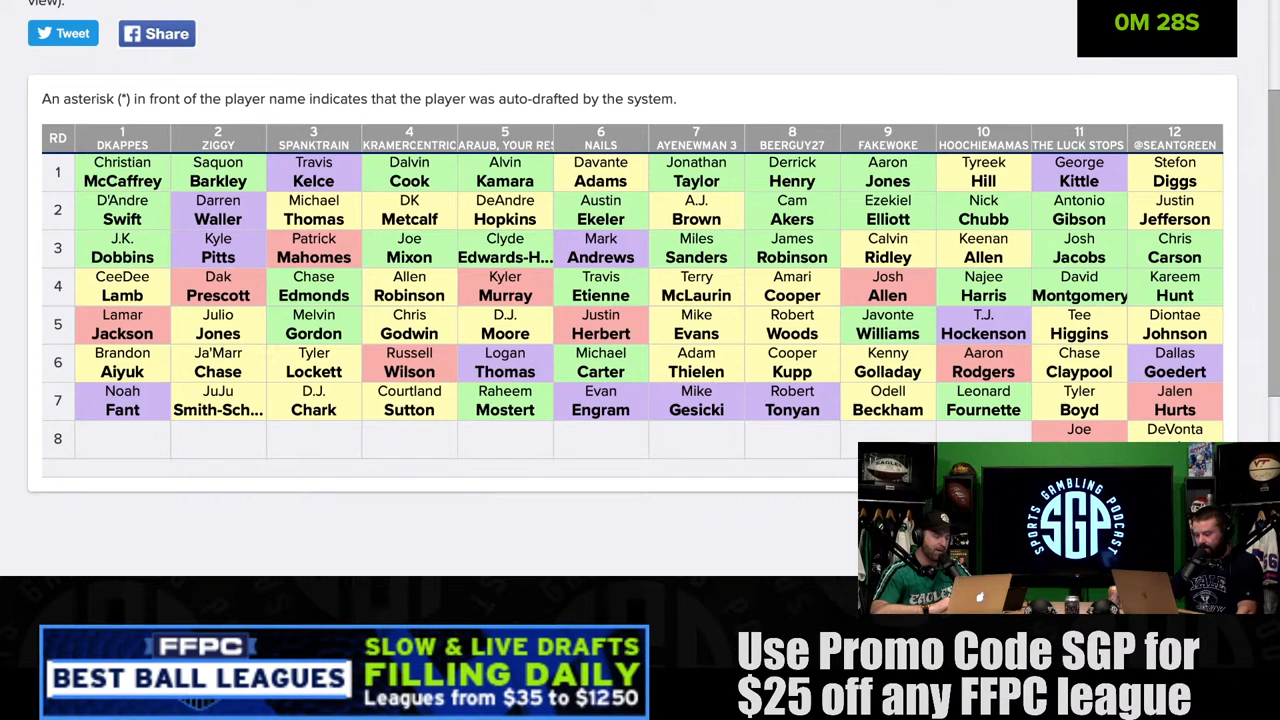 view).
0M 28S
Tweet
Share
An asterisk (*) in front of the player name indicates that the player was auto-drafted by the system.
RD 1 2 3 4 5 6 7 8 9 10 11 12
DKAPPES ZIGGY SPANKTRAIN KRAMERCENTRIC ARAUB, YOUR RES NAILS AYENEWMAN 3 BEERGUY27 FAKEWOKE HOOCHIEMAMAS THE LUCK STOPS @SEANTGREEN
1 Christian Saquon Travis Dalvin Alvin Davante Jonathan Derrick Aaron Tyreek George Stefon
McCaffrey Barkley Kelce Cook Kamara Adams Taylor Henry Jones Hill Kittle Diggs
2 D'Andre Darren Michael DK DeAndre Austin A.J. Cam Ezekiel Nick Antonio Justin
Swift Waller Thomas Metcalf Hopkins Ekeler Brown Akers Elliott Chubb Gibson Jefferson
3 J.K. Kyle Patrick Joe Clyde Mark Miles James Calvin Keenan Josh Chris
Dobbins Pitts Mahomes Mixon Edwards-H... Andrews Sanders Robinson Ridley Allen Jacobs Carson
4 CeeDee Dak Chase Allen Kyler Travis Terry Amari Josh Najee David Kareem
Lamb Prescott Edmonds Robinson Murray Etienne McLaurin Cooper Allen Harris Montgomery Hunt
5 Lamar Julio Melvin Chris D.J. Justin Mike Robert Javonte T.J. Tee Diontae
Jackson Jones Gordon Godwin Moore Herbert Evans Woods Williams Hockenson Higgins Johnson
6 Brandon Ja'Marr Tyler Russell Logan Michael Adam Cooper Kenny Aaron Chase Dallas
Aiyuk Chase Lockett Wilson Thomas Carter Thielen Kupp Golladay Rodgers Claypool Goedert
7 Noah JuJu D.J. Courtland Raheem Evan Mike Robert Odell Leonard Tyler Jalen
Fant Smith-Sch... Chark Sutton Mostert Engram Gesicki Tonyan Beckham Fournette Boyd Hurts
8 Joe DeVonta
SPORTS GAMBLING PODCAST
SGP
EAGLES
YALE
FFPC
BEST BALL LEAGUES
SLOW & LIVE DRAFTS
FILLING DAILY
Leagues from $35 to $1250
Use Promo Code SGP for
$25 off any FFPC league